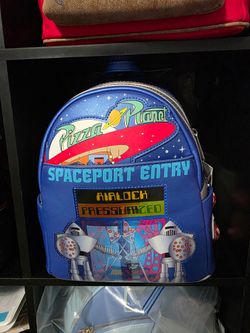 Pizza Planet
SPACEPORT ENTRY
AIRLOCK
PRESSURIZED